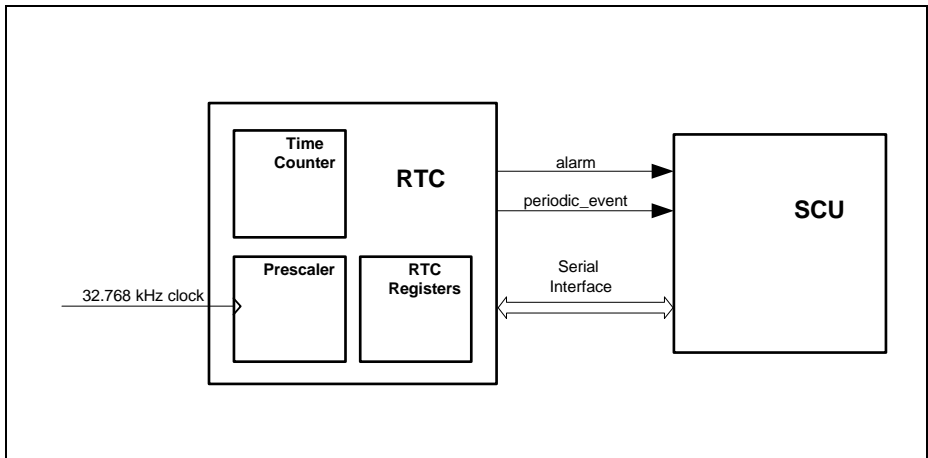 Time
Counter
RTC
alarm
periodic_event
SCU
Prescaler
RTC
Registers
Serial
Interface
32.768 kHz clock